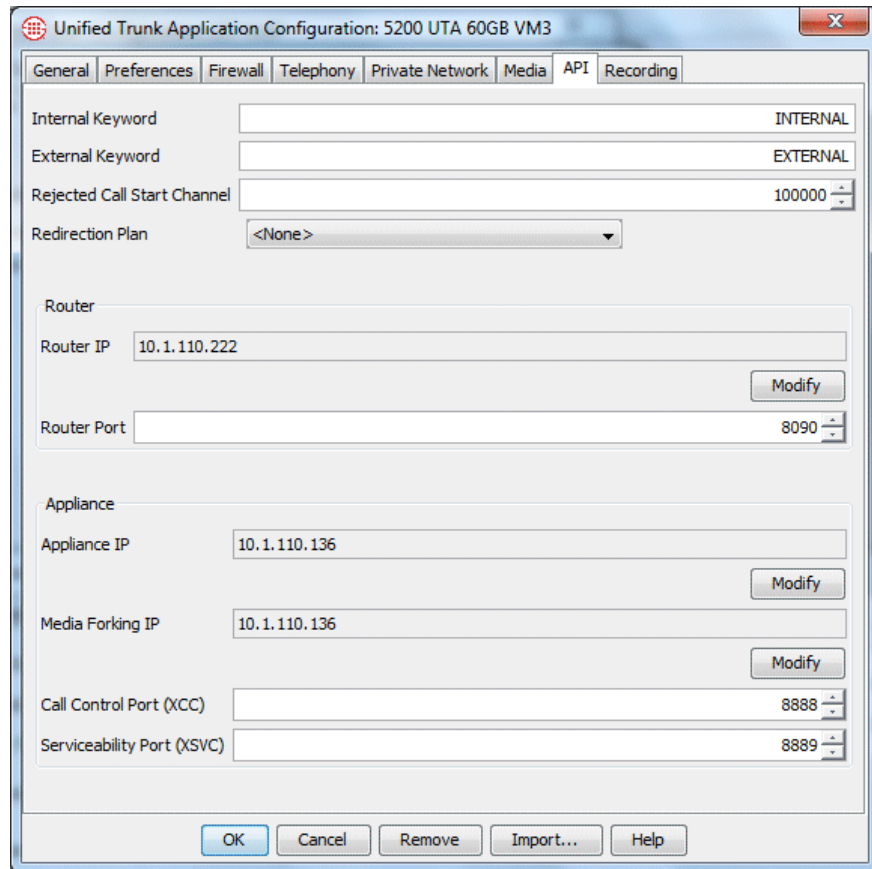 Unified Trunk Application Configuration: 5200 UTA 60GB VM3
General Preferences Firewall Telephony Private Network Media API Recording
Internal Keyword INTERNAL
External Keyword EXTERNAL
Rejected Call Start Channel 100000
Redirection Plan <None>
Router
Router IP 10.1.110.222
Modify
Router Port 8090
Appliance
Appliance IP 10.1.110.136
Modify
Media Forking IP 10.1.110.136
Modify
Call Control Port (XCC) 8888
Serviceability Port (XSVC) 8889
OK Cancel Remove Import... Help